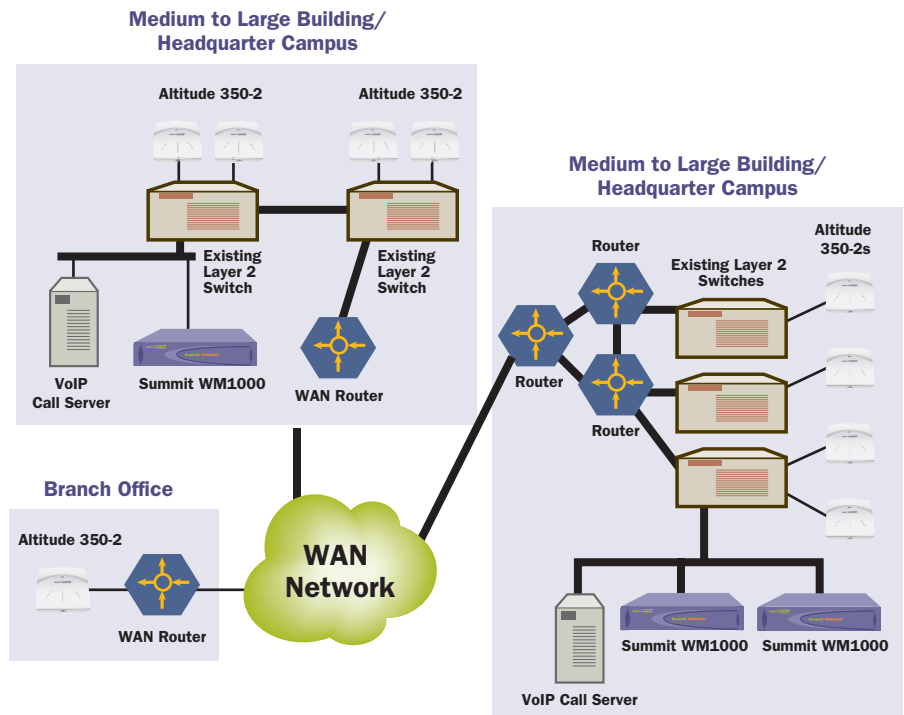 Medium to Large Building/
Headquarter Campus
Altitude 350-2
Altitude 350-2
Existing
Layer 2
Switch
Existing
Layer 2
Switch
VoIP
Call Server
Summit WM1000
WAN Router
Medium to Large Building/
Headquarter Campus
Router
Existing Layer 2
Switches
Altitude
350-2s
Router
Router
Summit WM1000
Summit WM1000
VoIP Call Server
Branch Office
Altitude 350-2
WAN Router
WAN
Network